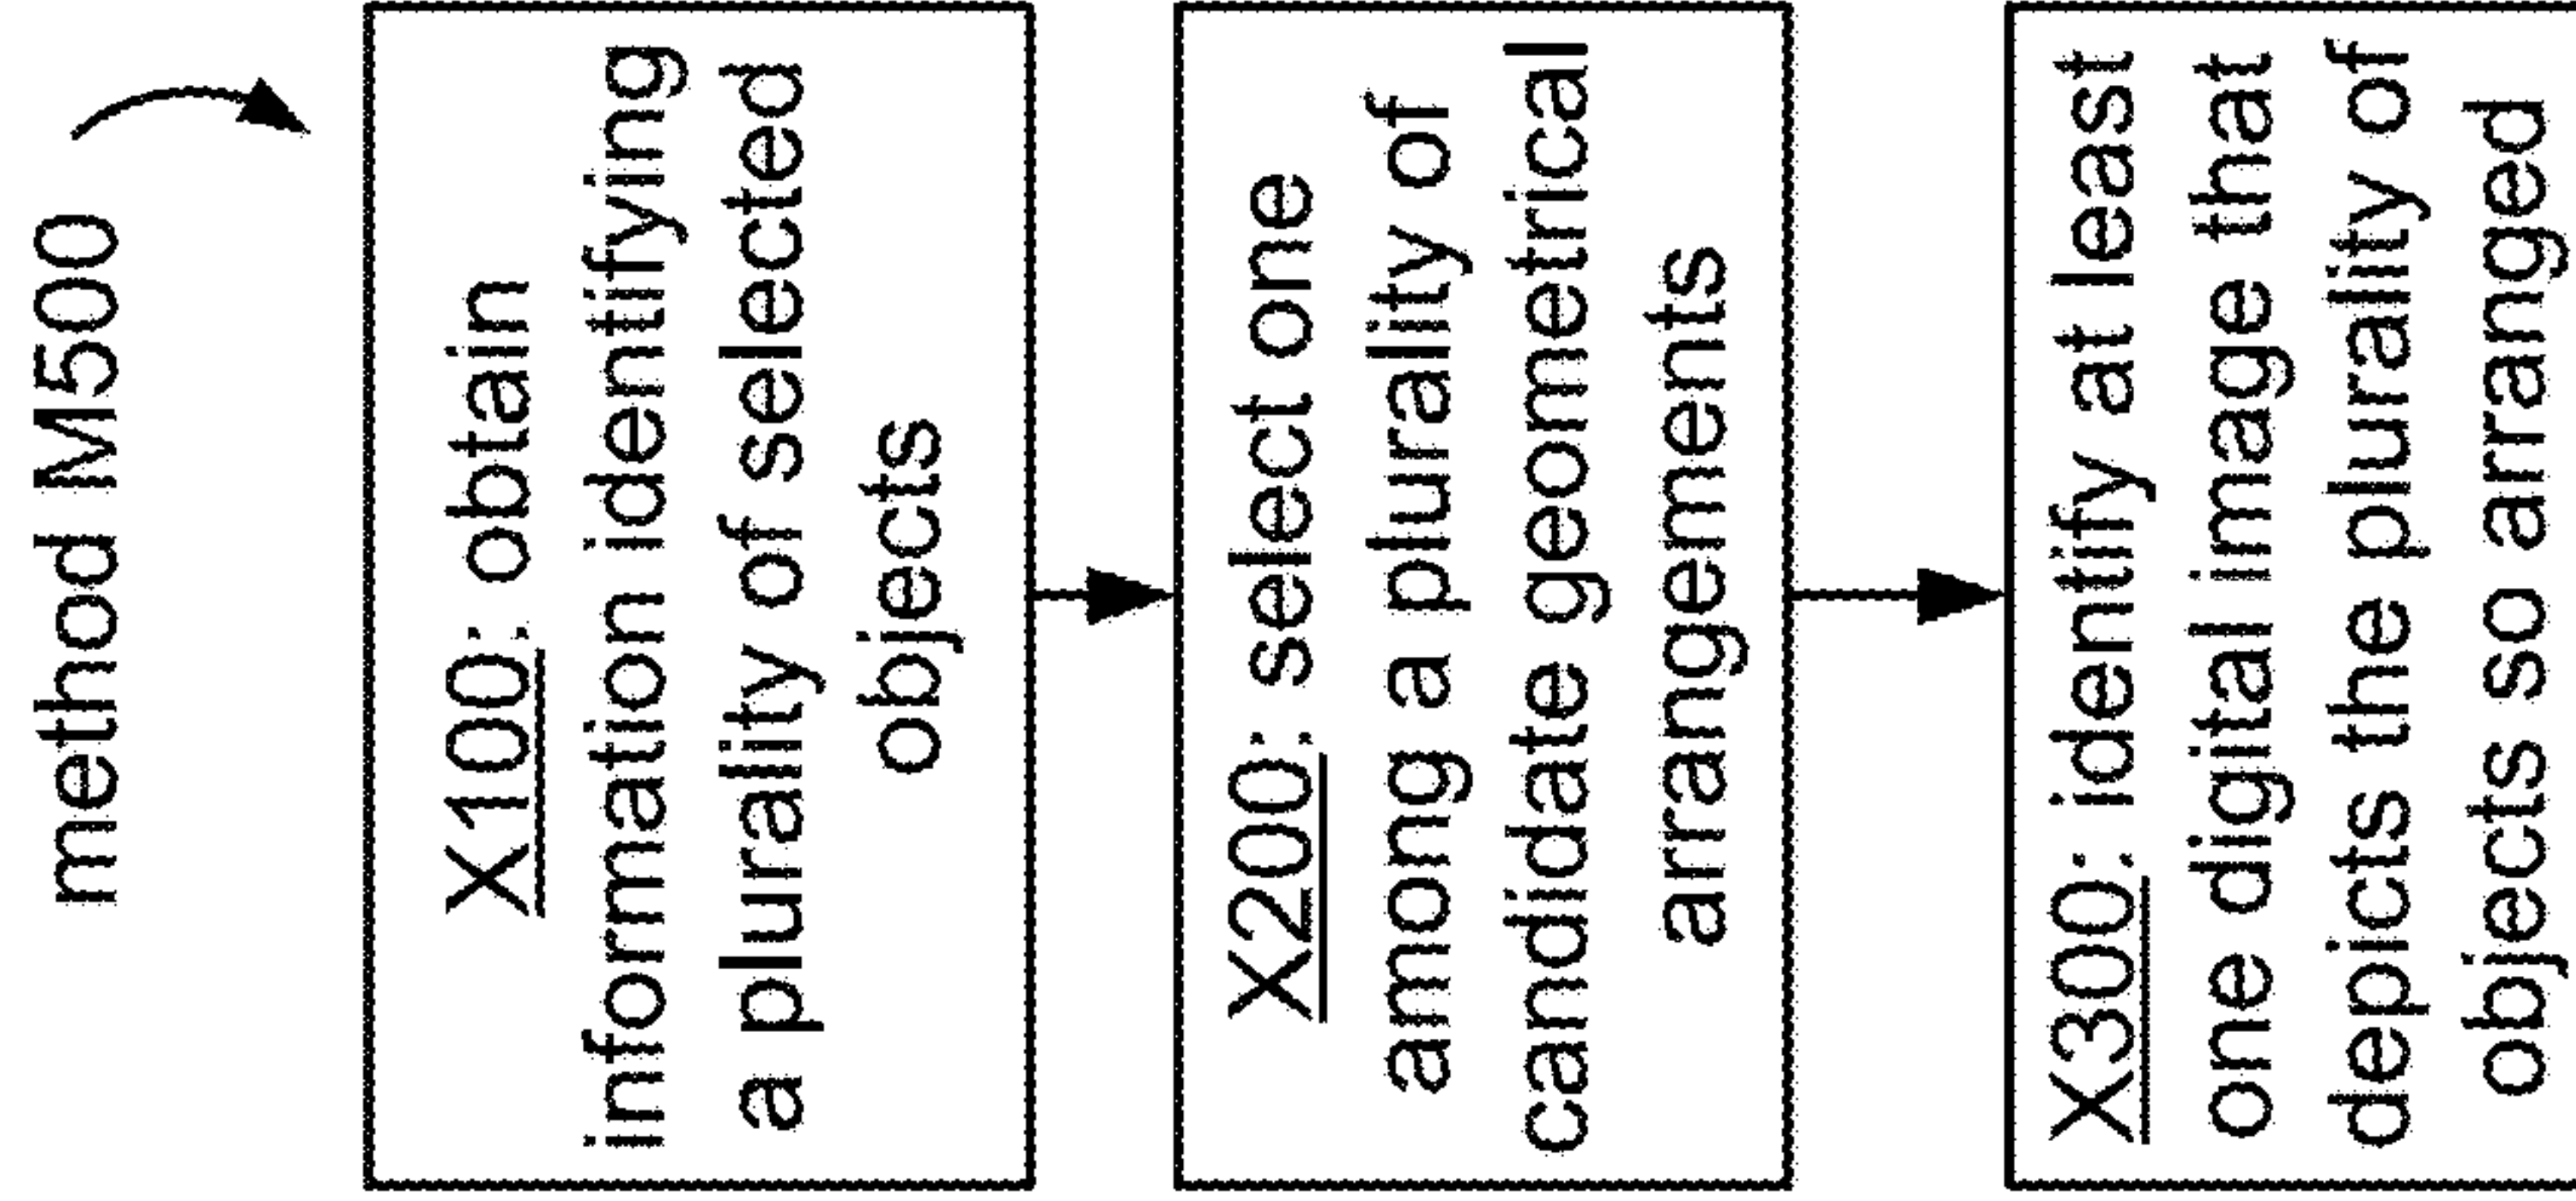 method M500
X100: obtain
information identifying
a plurality of selected
objects
X200: select one
among a plurality of
candidate geometrical
arrangements
X300: identify at least
one digital image that
depicts the plurality of
objects so arranged